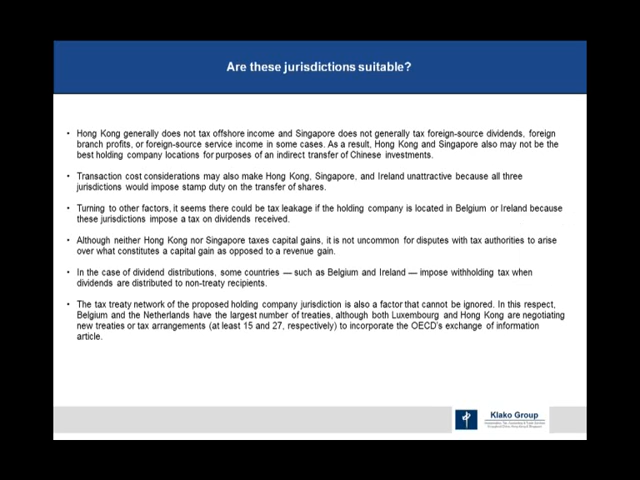 Are these jurisdictions suitable?
• Hong Kong generally does not tax offshore income and Singapore does not generally tax foreign-source dividends, foreign
branch profits, or foreign-source service income in some cases. As a result, Hong Kong and Singapore also may not be the
best holding company locations for purposes of an indirect transfer of Chinese investments.
• Transaction cost considerations may also make Hong Kong, Singapore, and Ireland unattractive because all three
jurisdictions would impose stamp duty on the transfer of shares.
• Turning to other factors, it seems there could be tax leakage if the holding company is located in Belgium or Ireland because
these jurisdictions impose a tax on dividends received.
• Although neither Hong Kong nor Singapore taxes capital gains, it is not uncommon for disputes with tax authorities to arise
over what constitutes a capital gain as opposed to a revenue gain.
• In the case of dividend distributions, some countries — such as Belgium and Ireland — impose withholding tax when
dividends are distributed to non-treaty recipients.
• The tax treaty network of the proposed holding company jurisdiction is also a factor that cannot be ignored. In this respect,
Belgium and the Netherlands have the largest number of treaties, although both Luxembourg and Hong Kong are negotiating
new treaties or tax arrangements (at least 15 and 27, respectively) to incorporate the OECD's exchange of information
article.
Klako Group